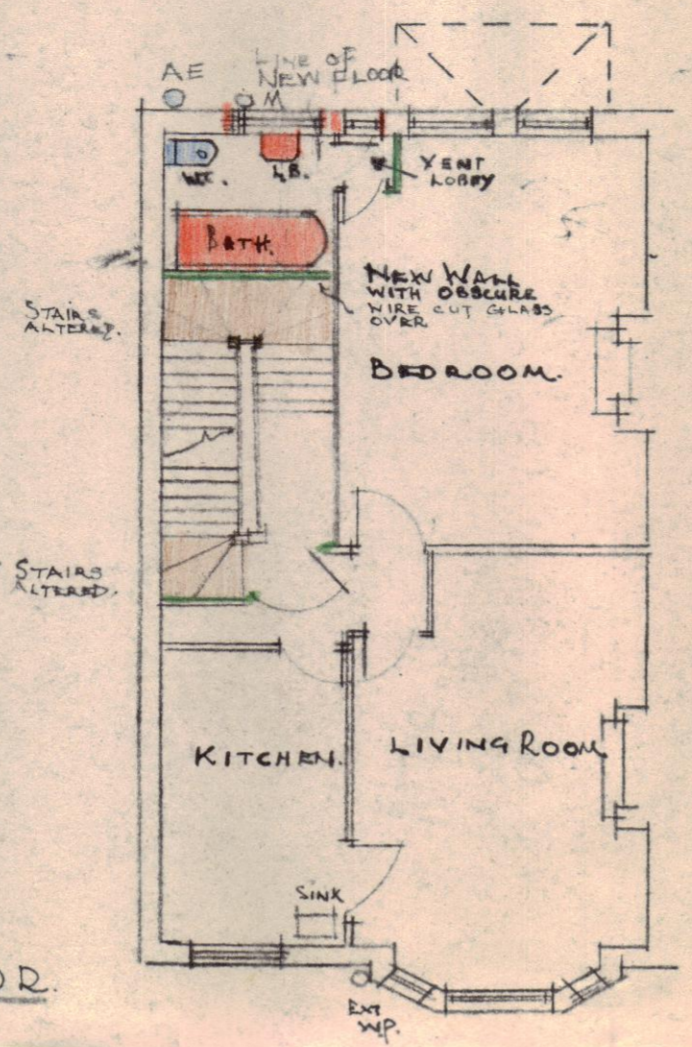 AE
LINE OF
NEW FLOOR
M
W.C.
L.B.
VENT
LOBBY
BATH.
NEW WALL
WITH OBSCURE
WIRE CUT GLASS
OVER
STAIRS
ALTERED.
BEDROOM.
STAIRS
ALTERED.
KITCHEN.
LIVING ROOM
SINK
OR.
EXT
W.P.